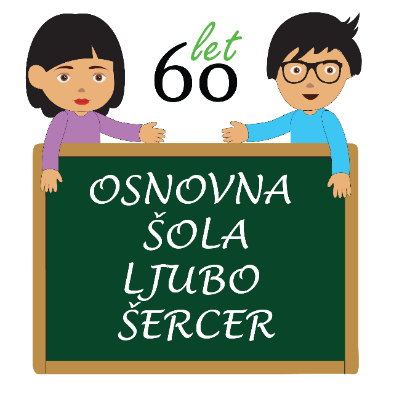 60 let
OSNOVNA
ŠOLA
LJUBO
ŠERCER